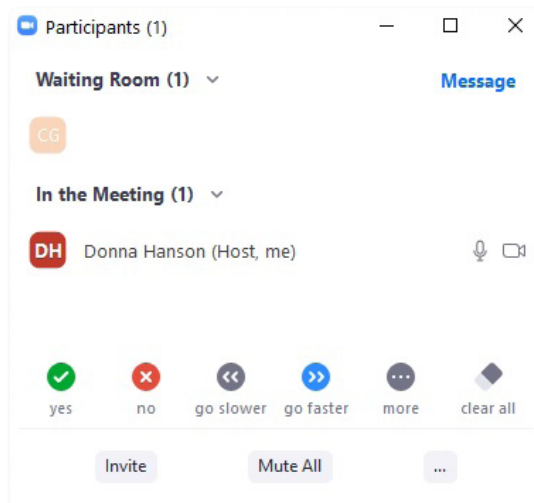 Participants (1)
Waiting Room (1)
Message
CG
In the Meeting (1)
DH Donna Hanson (Host, me)
yes no go slower go faster more clear all
Invite Mute All ...